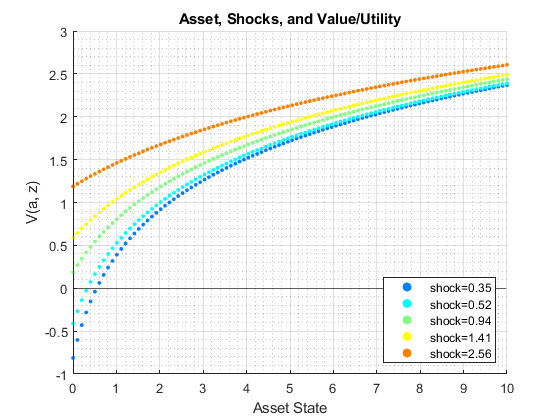 Asset, Shocks, and Value/Utility
3
2.5
2
1.5
1
0.5
0
-0.5
-1
V(a, z)
0 1 2 3 4 5 6 7 8 9 10
Asset State
shock=0.35
shock=0.52
shock=0.94
shock=1.41
shock=2.56